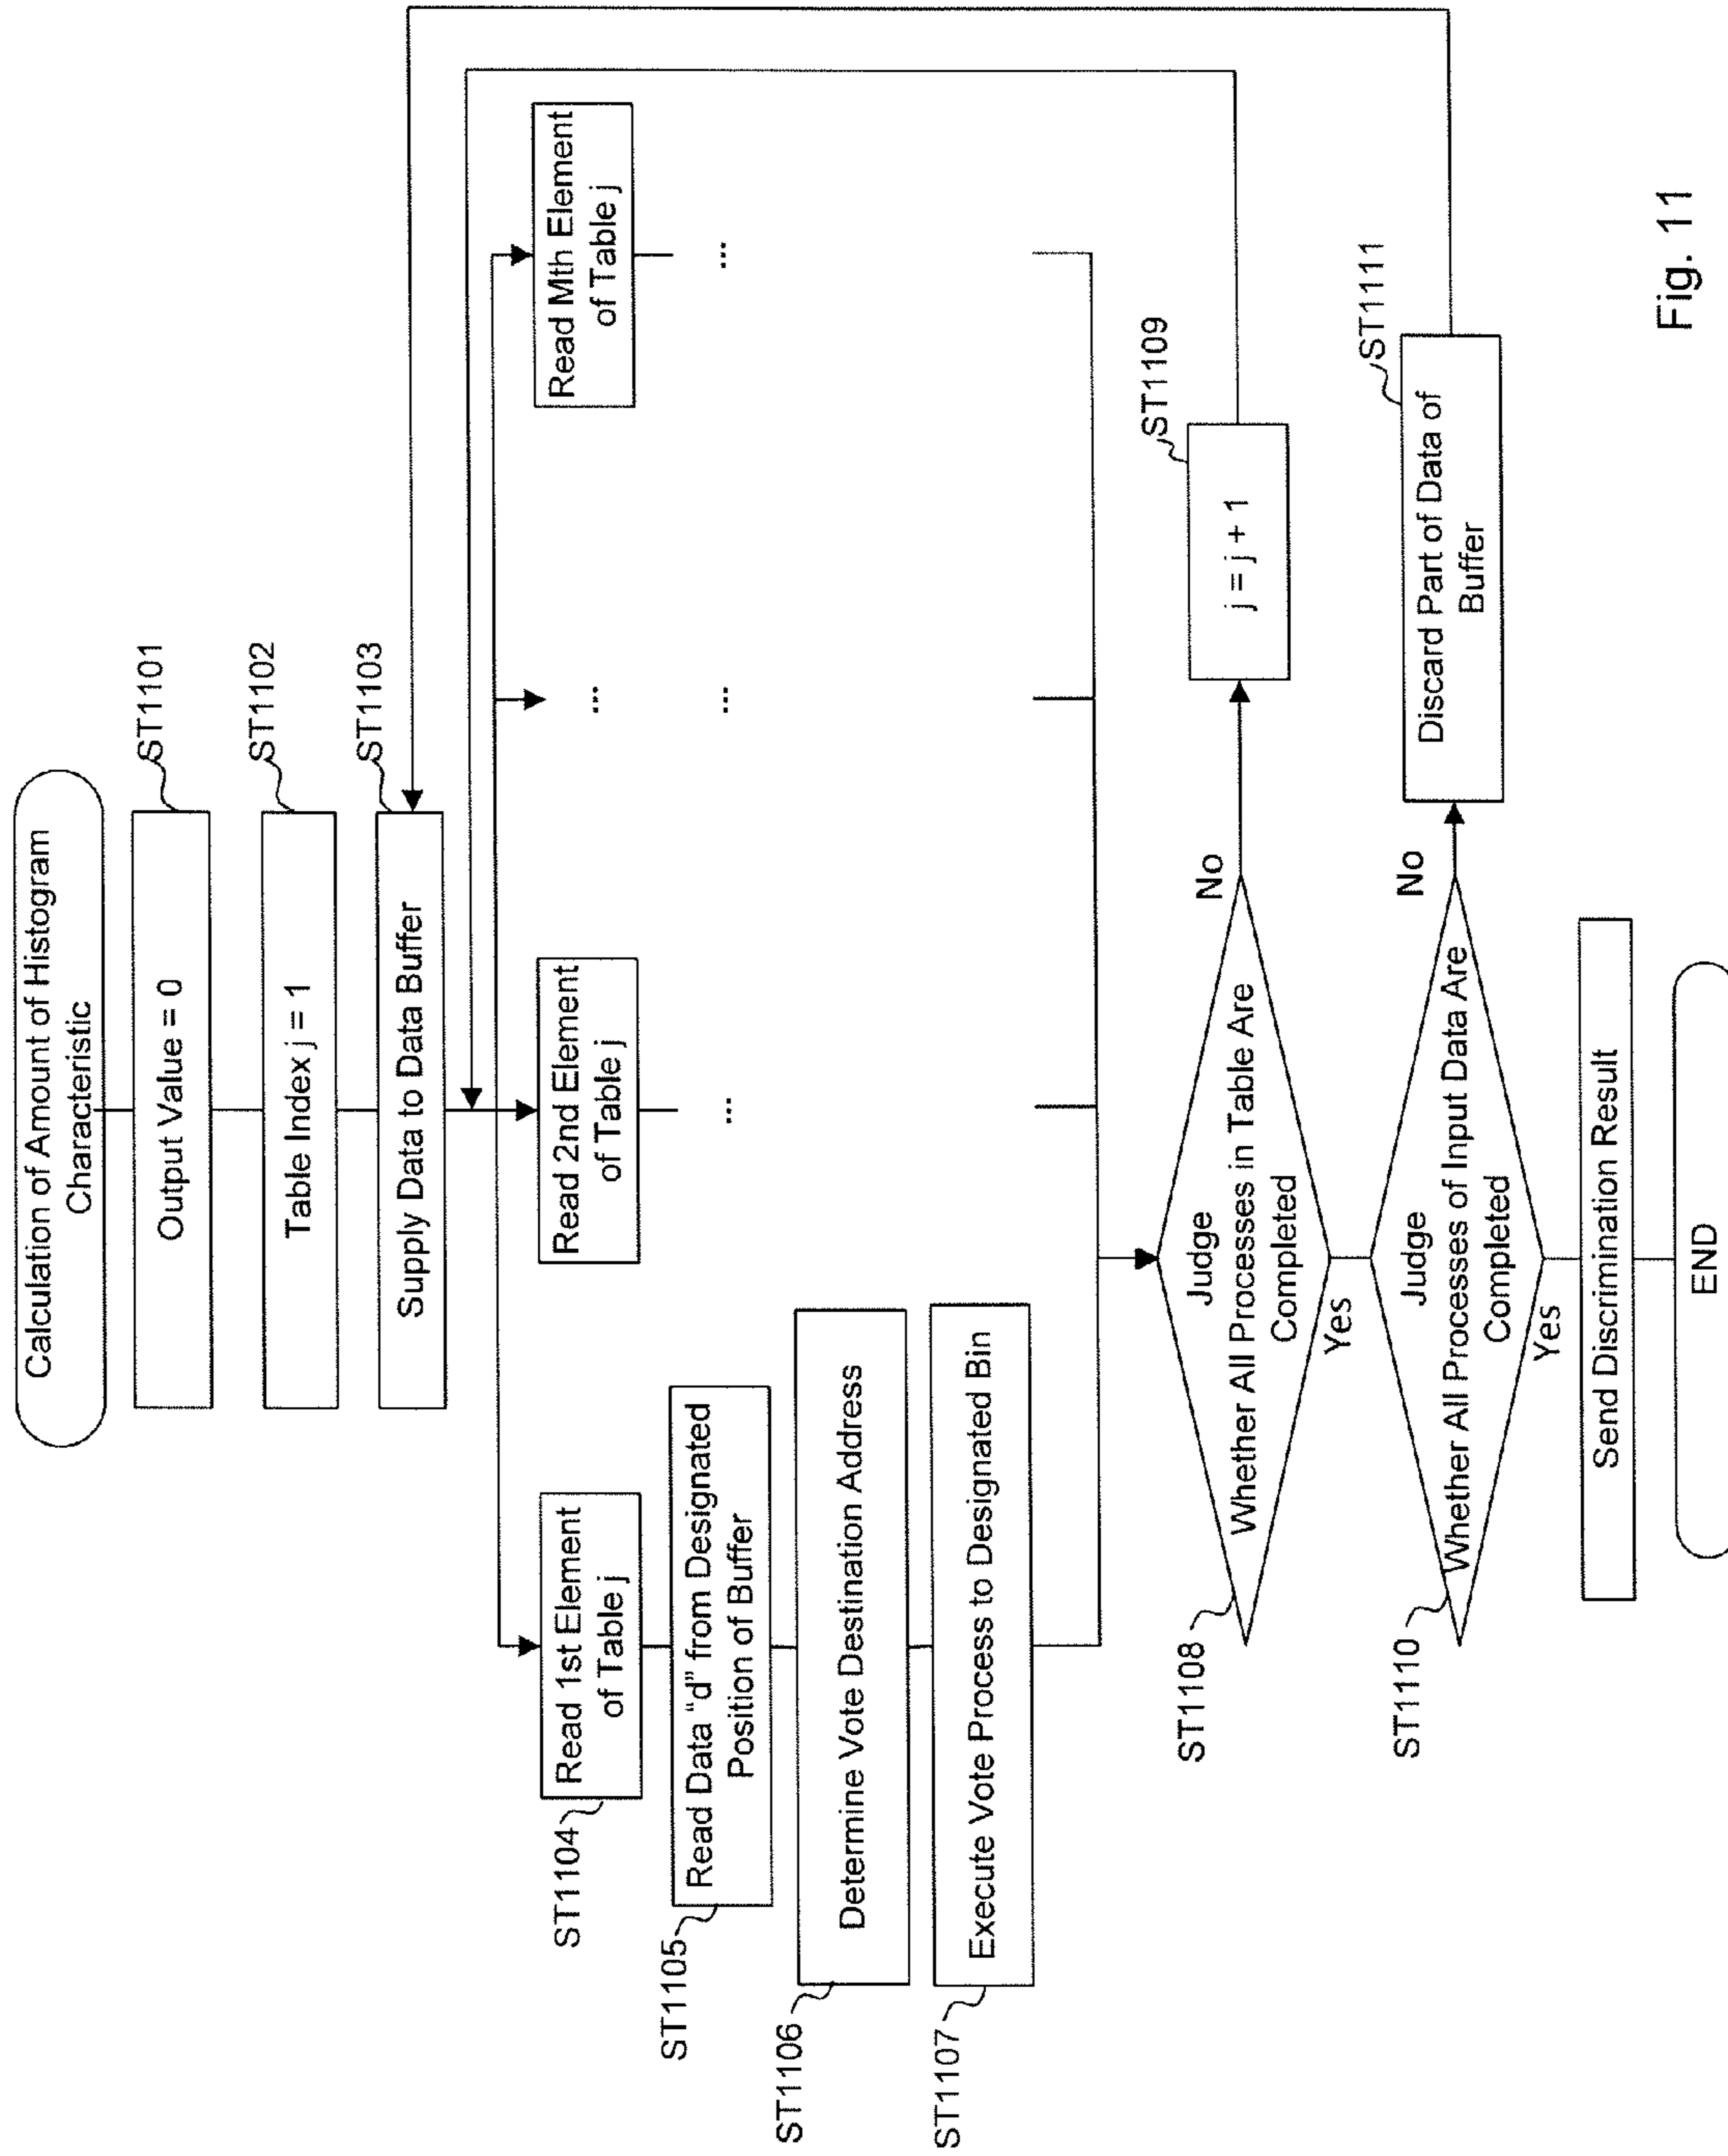 Calculation of Amount of Histogram
Characteristic
ST1101
Output Value = 0
ST1102
Table Index j = 1
ST1103
Supply Data to Data Buffer
ST1104
Read 1st Element
of Table j
Read 2nd Element
of Table j
...
Read Mth Element
of Table j
ST1105
Read Data “d” from Designated
Position of Buffer
...
...
...
ST1106
Determine Vote Destination Address
ST1107
Execute Vote Process to Designated Bin
ST1108
Judge
Whether All Processes in Table Are
Completed
No
Yes
ST1109
j = j + 1
ST1110
Judge
Whether All Processes of Input Data Are
Completed
No
Yes
ST1111
Discard Part of Data of
Buffer
Send Discrimination Result
END
Fig. 11